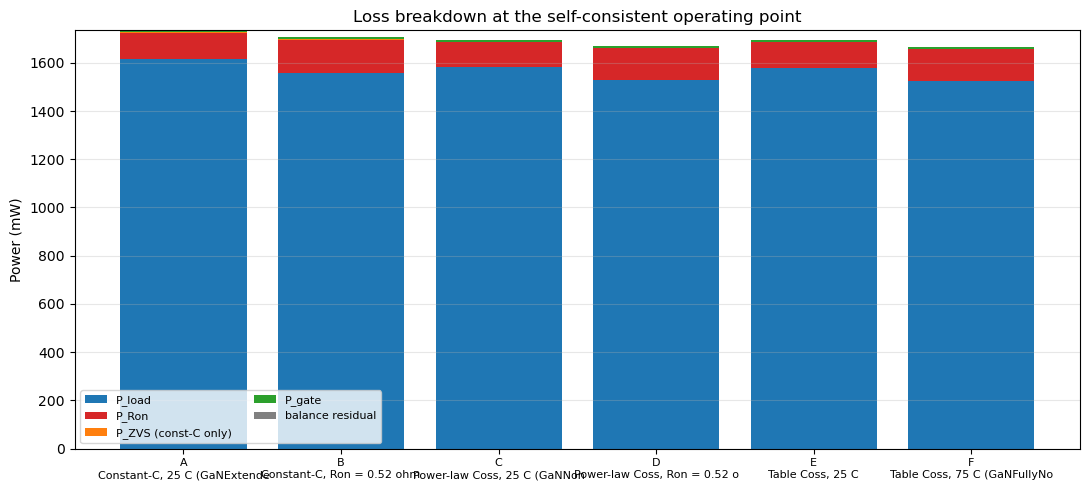 Loss breakdown at the self-consistent operating point
Power (mW)
1600
1400
1200
1000
800
600
400
200
0
P_load
P_Ron
P_ZVS (const-C only)
P_gate
balance residual
A
Constant-C, 25 C (GaNExtende
B
Constant-C, Ron = 0.52 ohm
C
Power-law Coss, 25 C (GaNNon
D
Power-law Coss, Ron = 0.52 o
E
Table Coss, 25 C
F
Table Coss, 75 C (GaNFullyNo